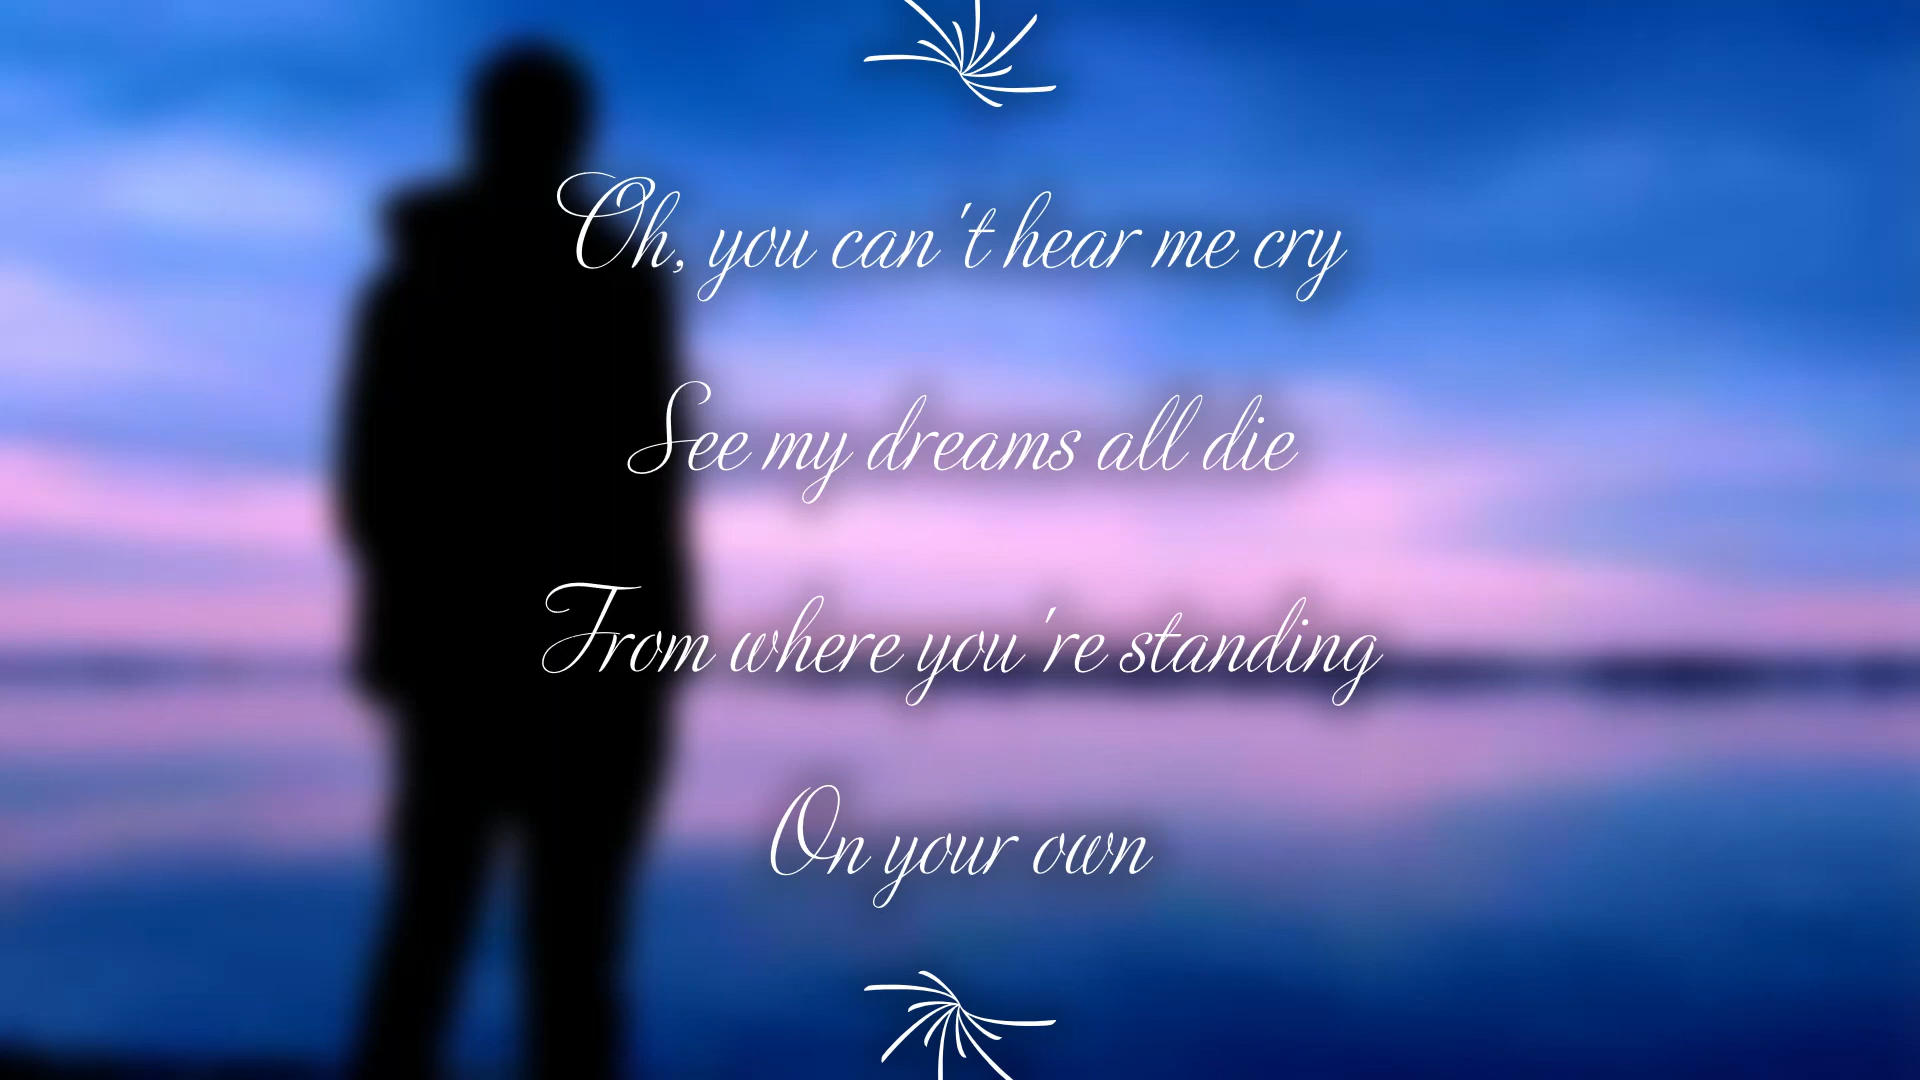 Oh, you can't hear me cry
See my dreams all die
From where you're standing
On your own